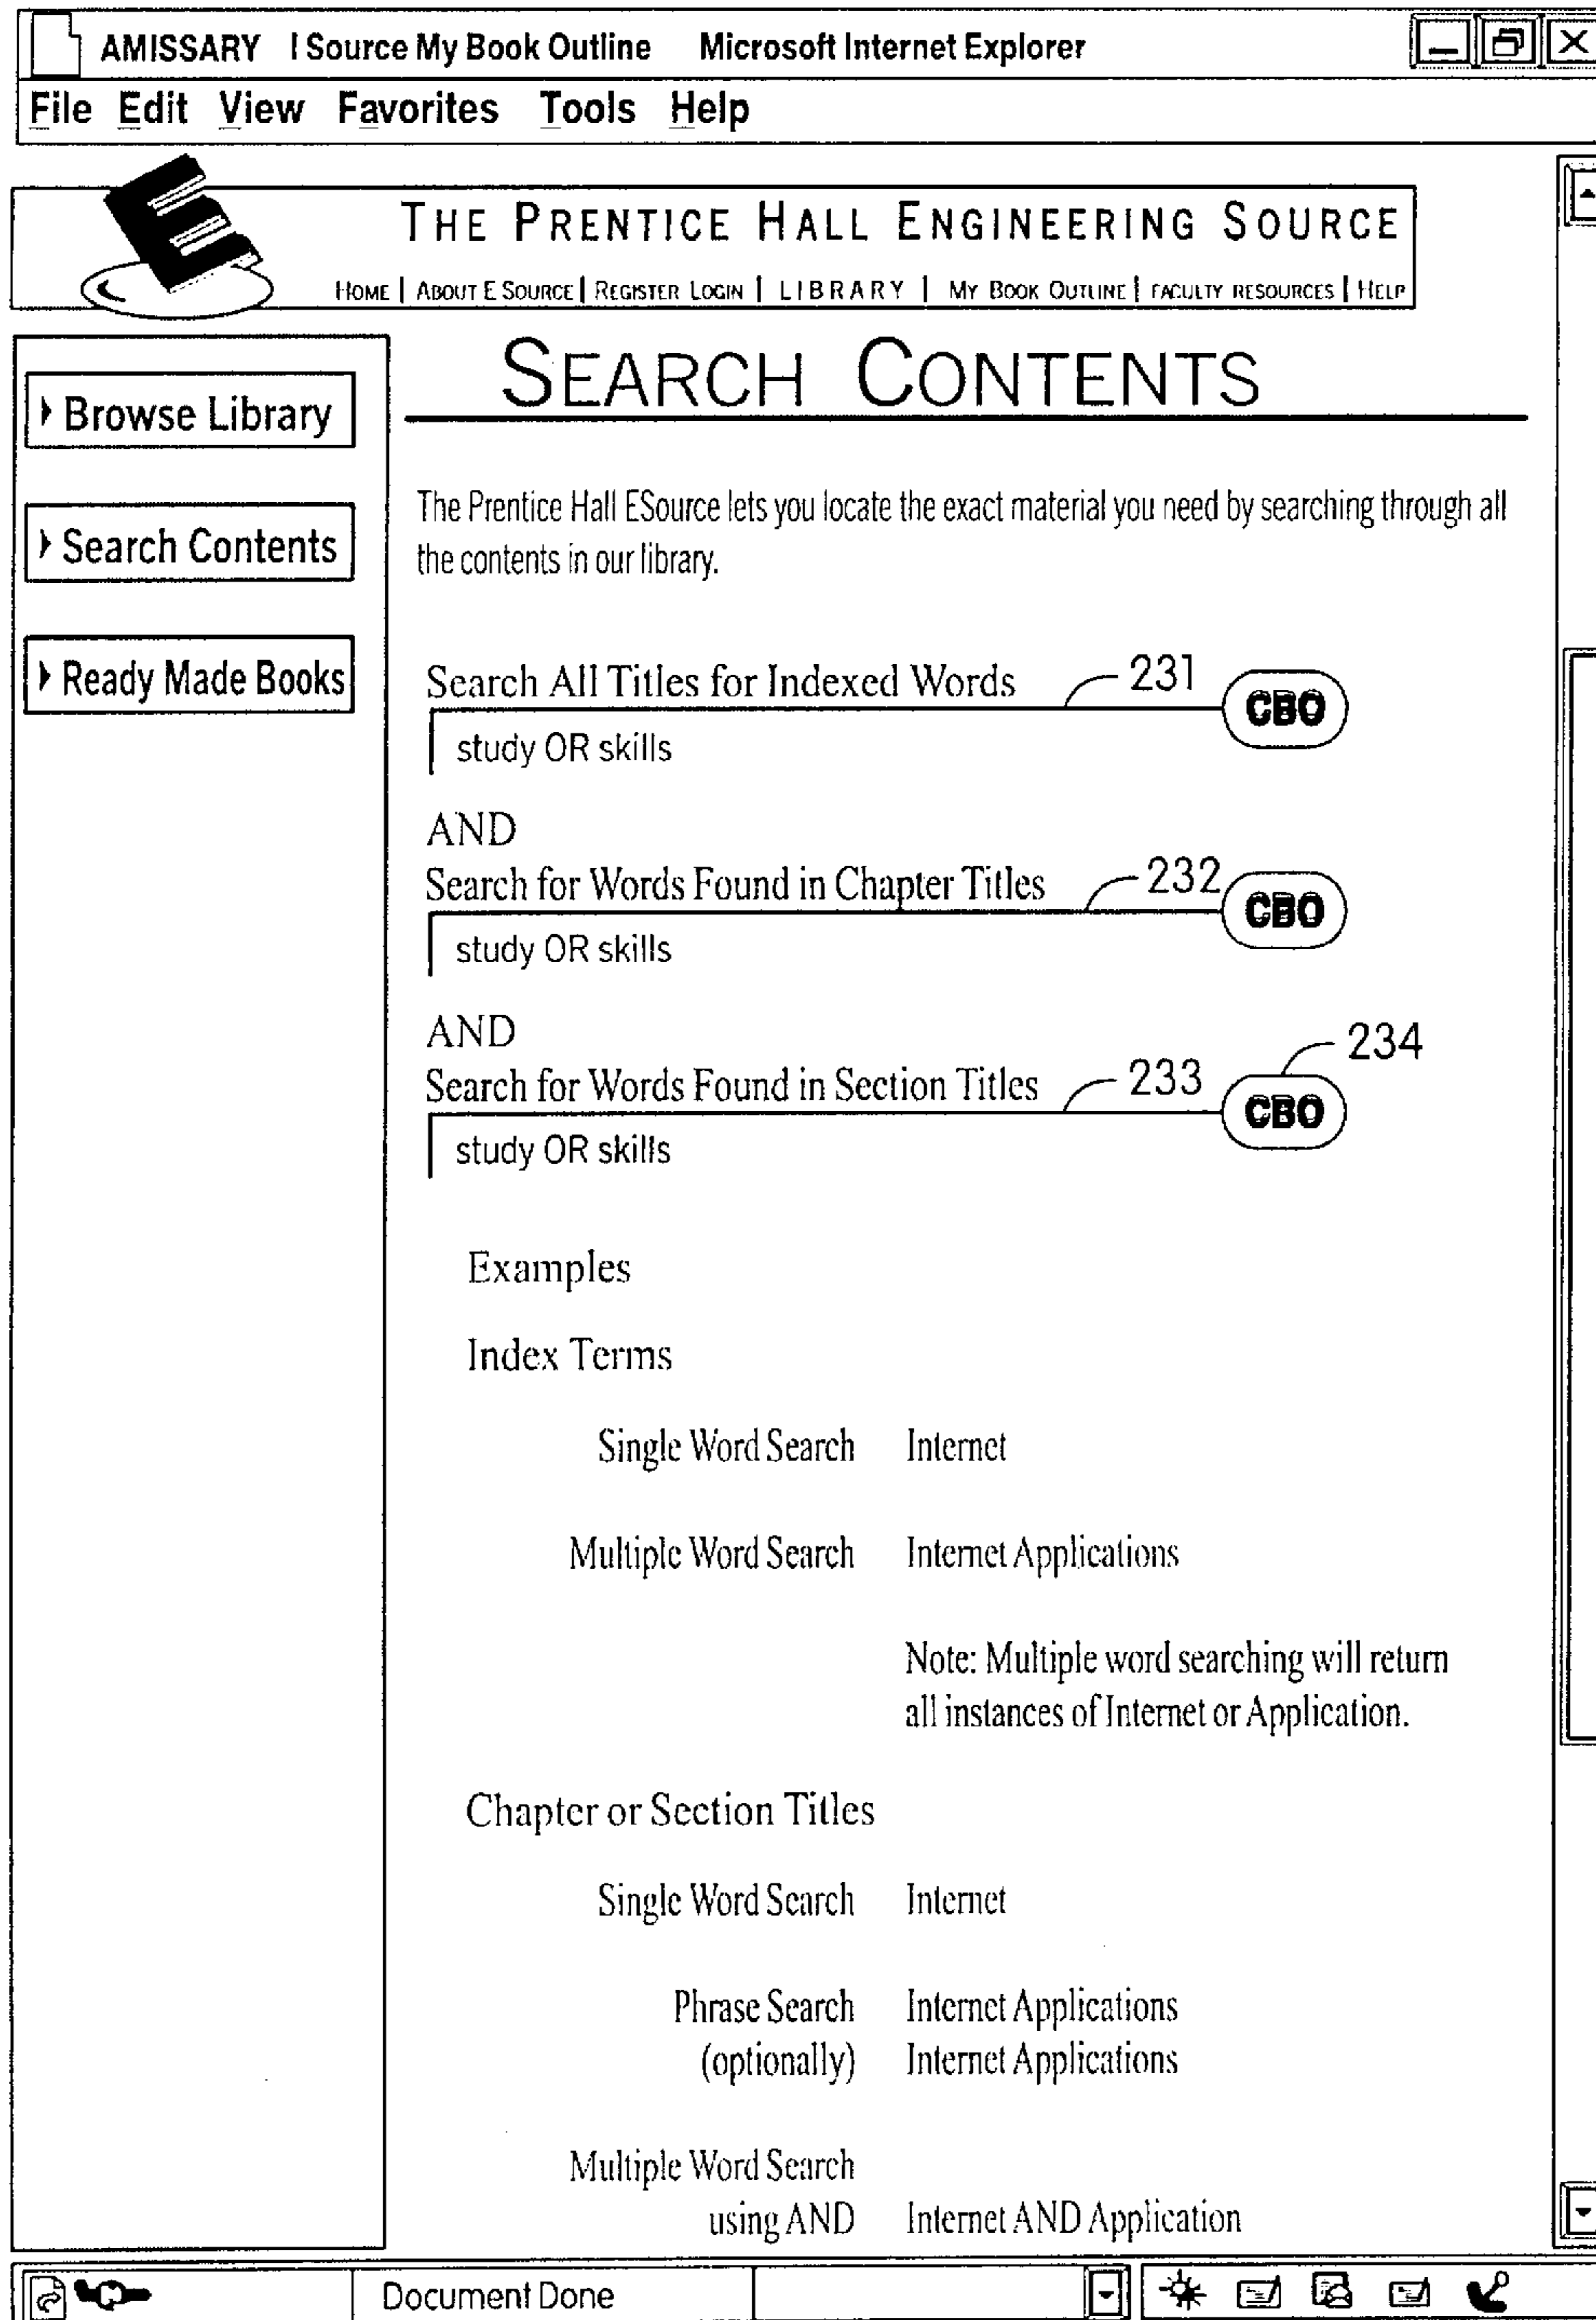 AMISSARY I Source My Book Outline Microsoft Internet Explorer
File Edit View Favorites Tools Help
THE PRENTICE HALL ENGINEERING SOURCE
HOME | ABOUT E SOURCE | REGISTER LOGIN | LIBRARY | MY BOOK OUTLINE | FACULTY RESOURCES | HELP
SEARCH CONTENTS
Browse Library
Search Contents
Ready Made Books
The Prentice Hall ESource lets you locate the exact material you need by searching through all
the contents in our library.
Search All Titles for Indexed Words 231 CBO
study OR skills
AND
Search for Words Found in Chapter Titles 232 CBO
study OR skills
AND
234
Search for Words Found in Section Titles 233 CBO
study OR skills
Examples
Index Terms
Single Word Search Internet
Multiple Word Search Internet Applications
Note: Multiple word searching will return
all instances of Internet or Application.
Chapter or Section Titles
Single Word Search Internet
Phrase Search Internet Applications
(optionally) Internet Applications
Multiple Word Search
using AND Internet AND Application
Document Done